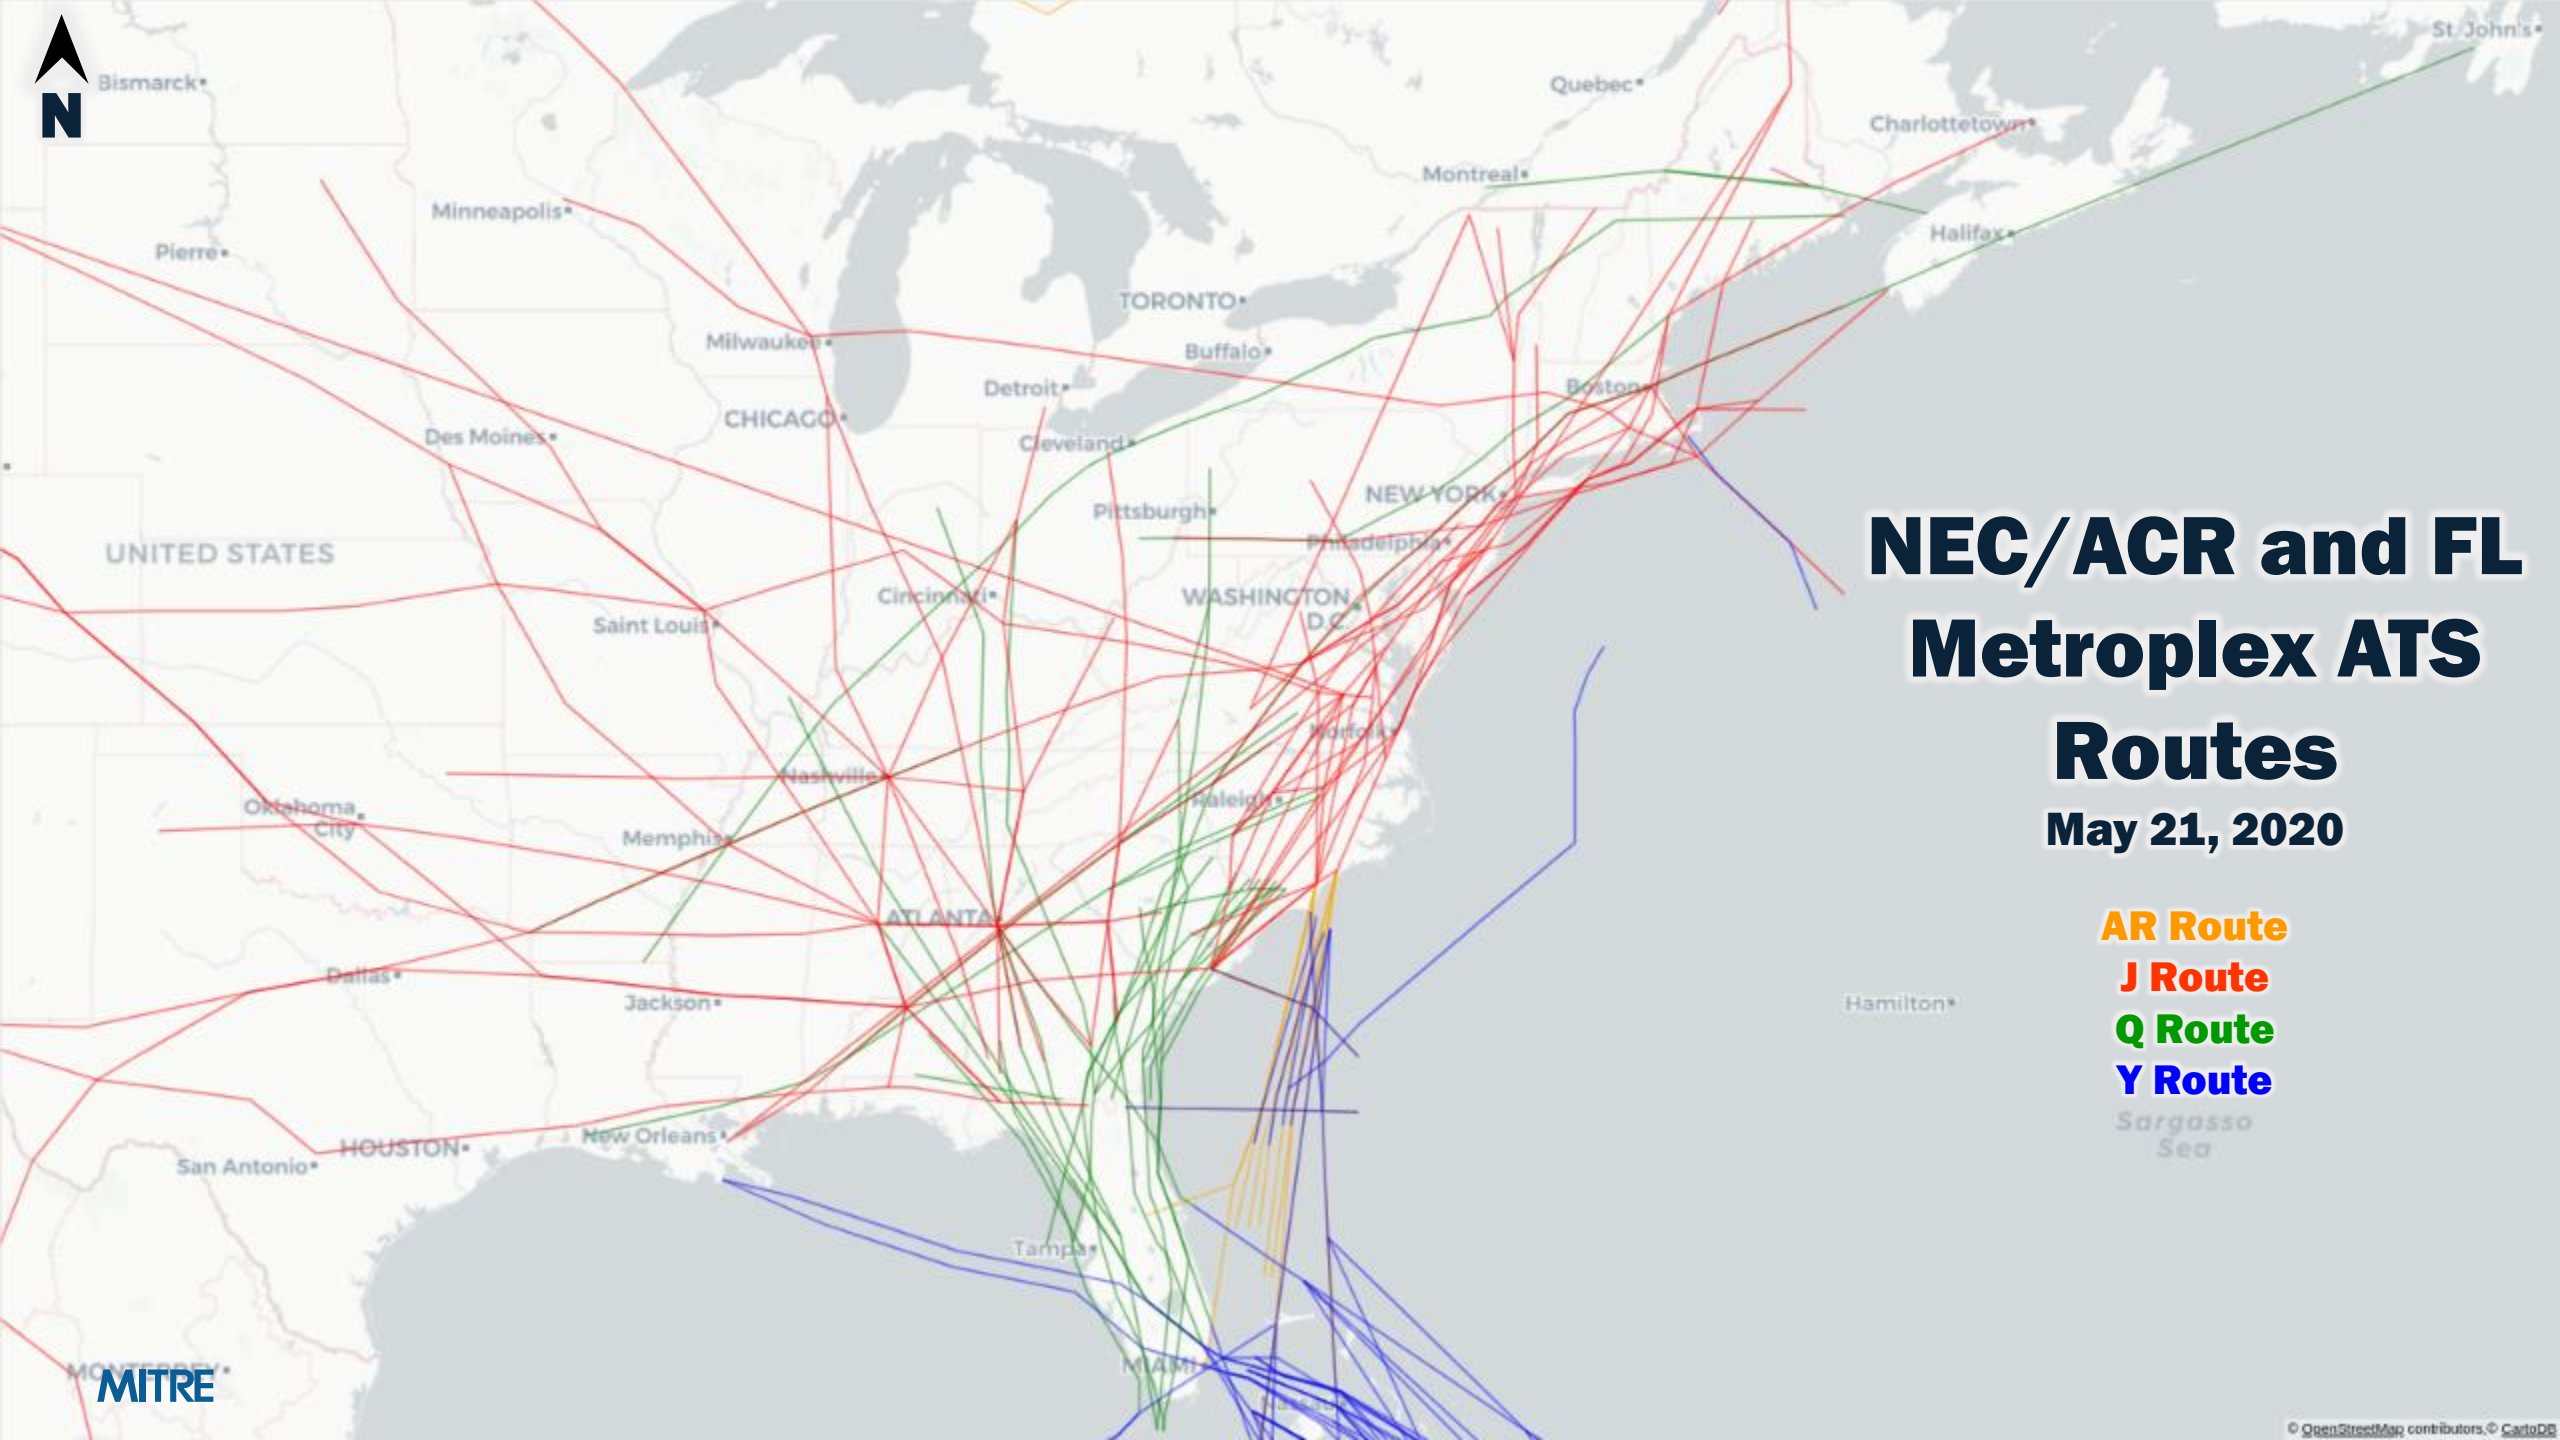 St. John's
N
Bismarck
Quebec
Charlottetown
Montreal
Minneapolis
Halifax
Pierre
TORONTO
Milwaukee
Buffalo
Detroit
Boston
CHICAGO
Des Moines
Cleveland
NEW YORK
Pittsburgh
UNITED STATES
Philadelphia
NEC/ACR and FL
Metroplex ATS
Routes
May 21, 2020
Cincinnati
WASHINGTON
D.C.
Saint Louis
Norfolk
Nashville
Raleigh
Oklahoma
City
Memphis
ATLANTA
AR Route
J Route
Q Route
Y Route
Dallas
Jackson
Hamilton
Sargasso
Sea
New Orleans
HOUSTON
San Antonio
Tampa
MIAMI
MONTERREY
MITRE
Nassau
© OpenStreetMap contributors,© CartoDB